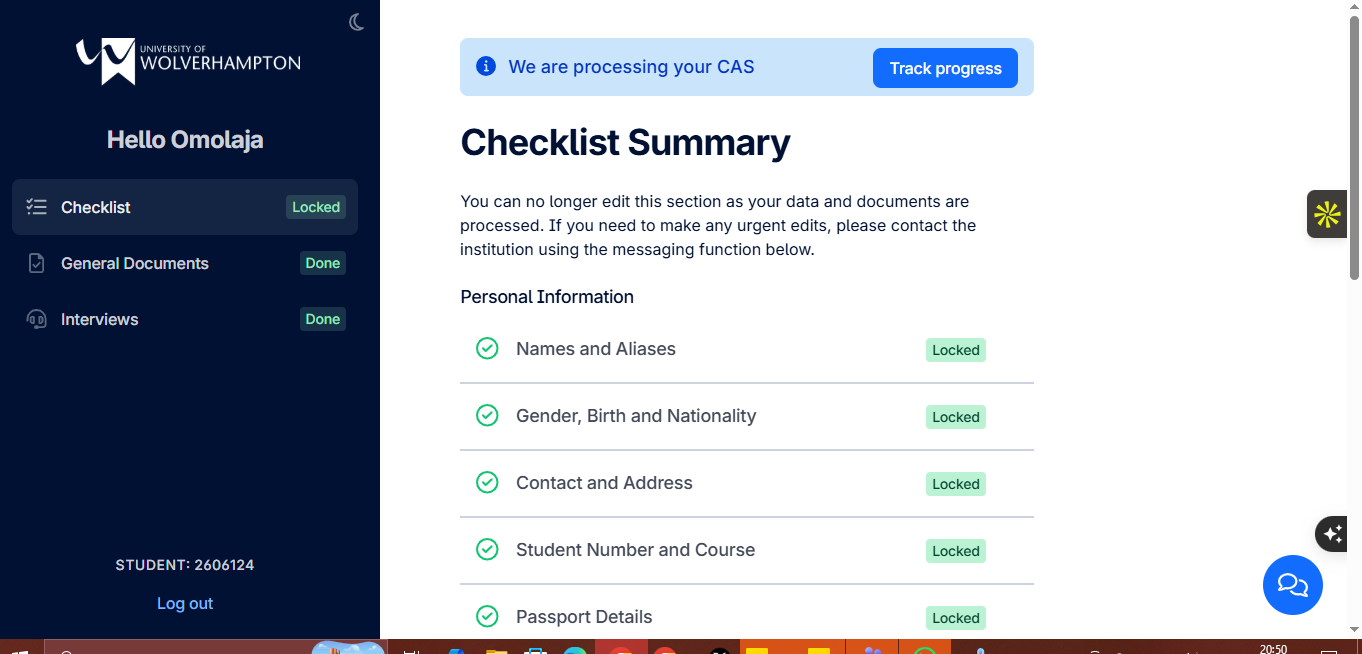 UNIVERSITY OF
WOLVERHAMPTON
Hello Omolaja
Checklist Locked
General Documents Done
Interviews Done
STUDENT: 2606124
Log out
We are processing your CAS Track progress
Checklist Summary
You can no longer edit this section as your data and documents are
processed. If you need to make any urgent edits, please contact the
institution using the messaging function below.
Personal Information
Names and Aliases Locked
Gender, Birth and Nationality Locked
Contact and Address Locked
Student Number and Course Locked
Passport Details Locked
20:50